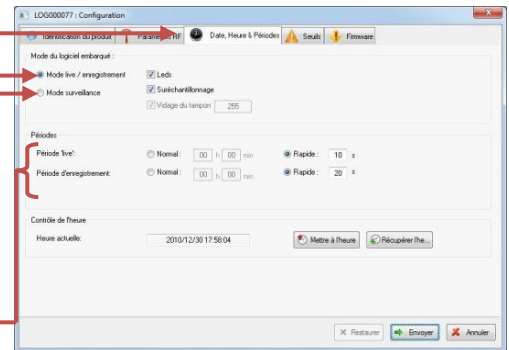 LOG000077 : Configuration
Identification du produit Paramètres RF Date, Heure & Périodes Seuils Firmware
Mode du logiciel embarqué :
Mode live / enregistrement Leds
Mode surveillance Suréchantillonnage
Vidage du tampon 255
Périodes
Période 'live': Normal : 00 h 00 min Rapide : 10 s
Période d'enregistrement: Normal : 00 h 00 min Rapide : 20 s
Contrôle de l'heure
Heure actuelle: 2010/12/30 17:58:04 Mettre à l'heure Récupérer l'he...
Restaurer Envoyer Annuler